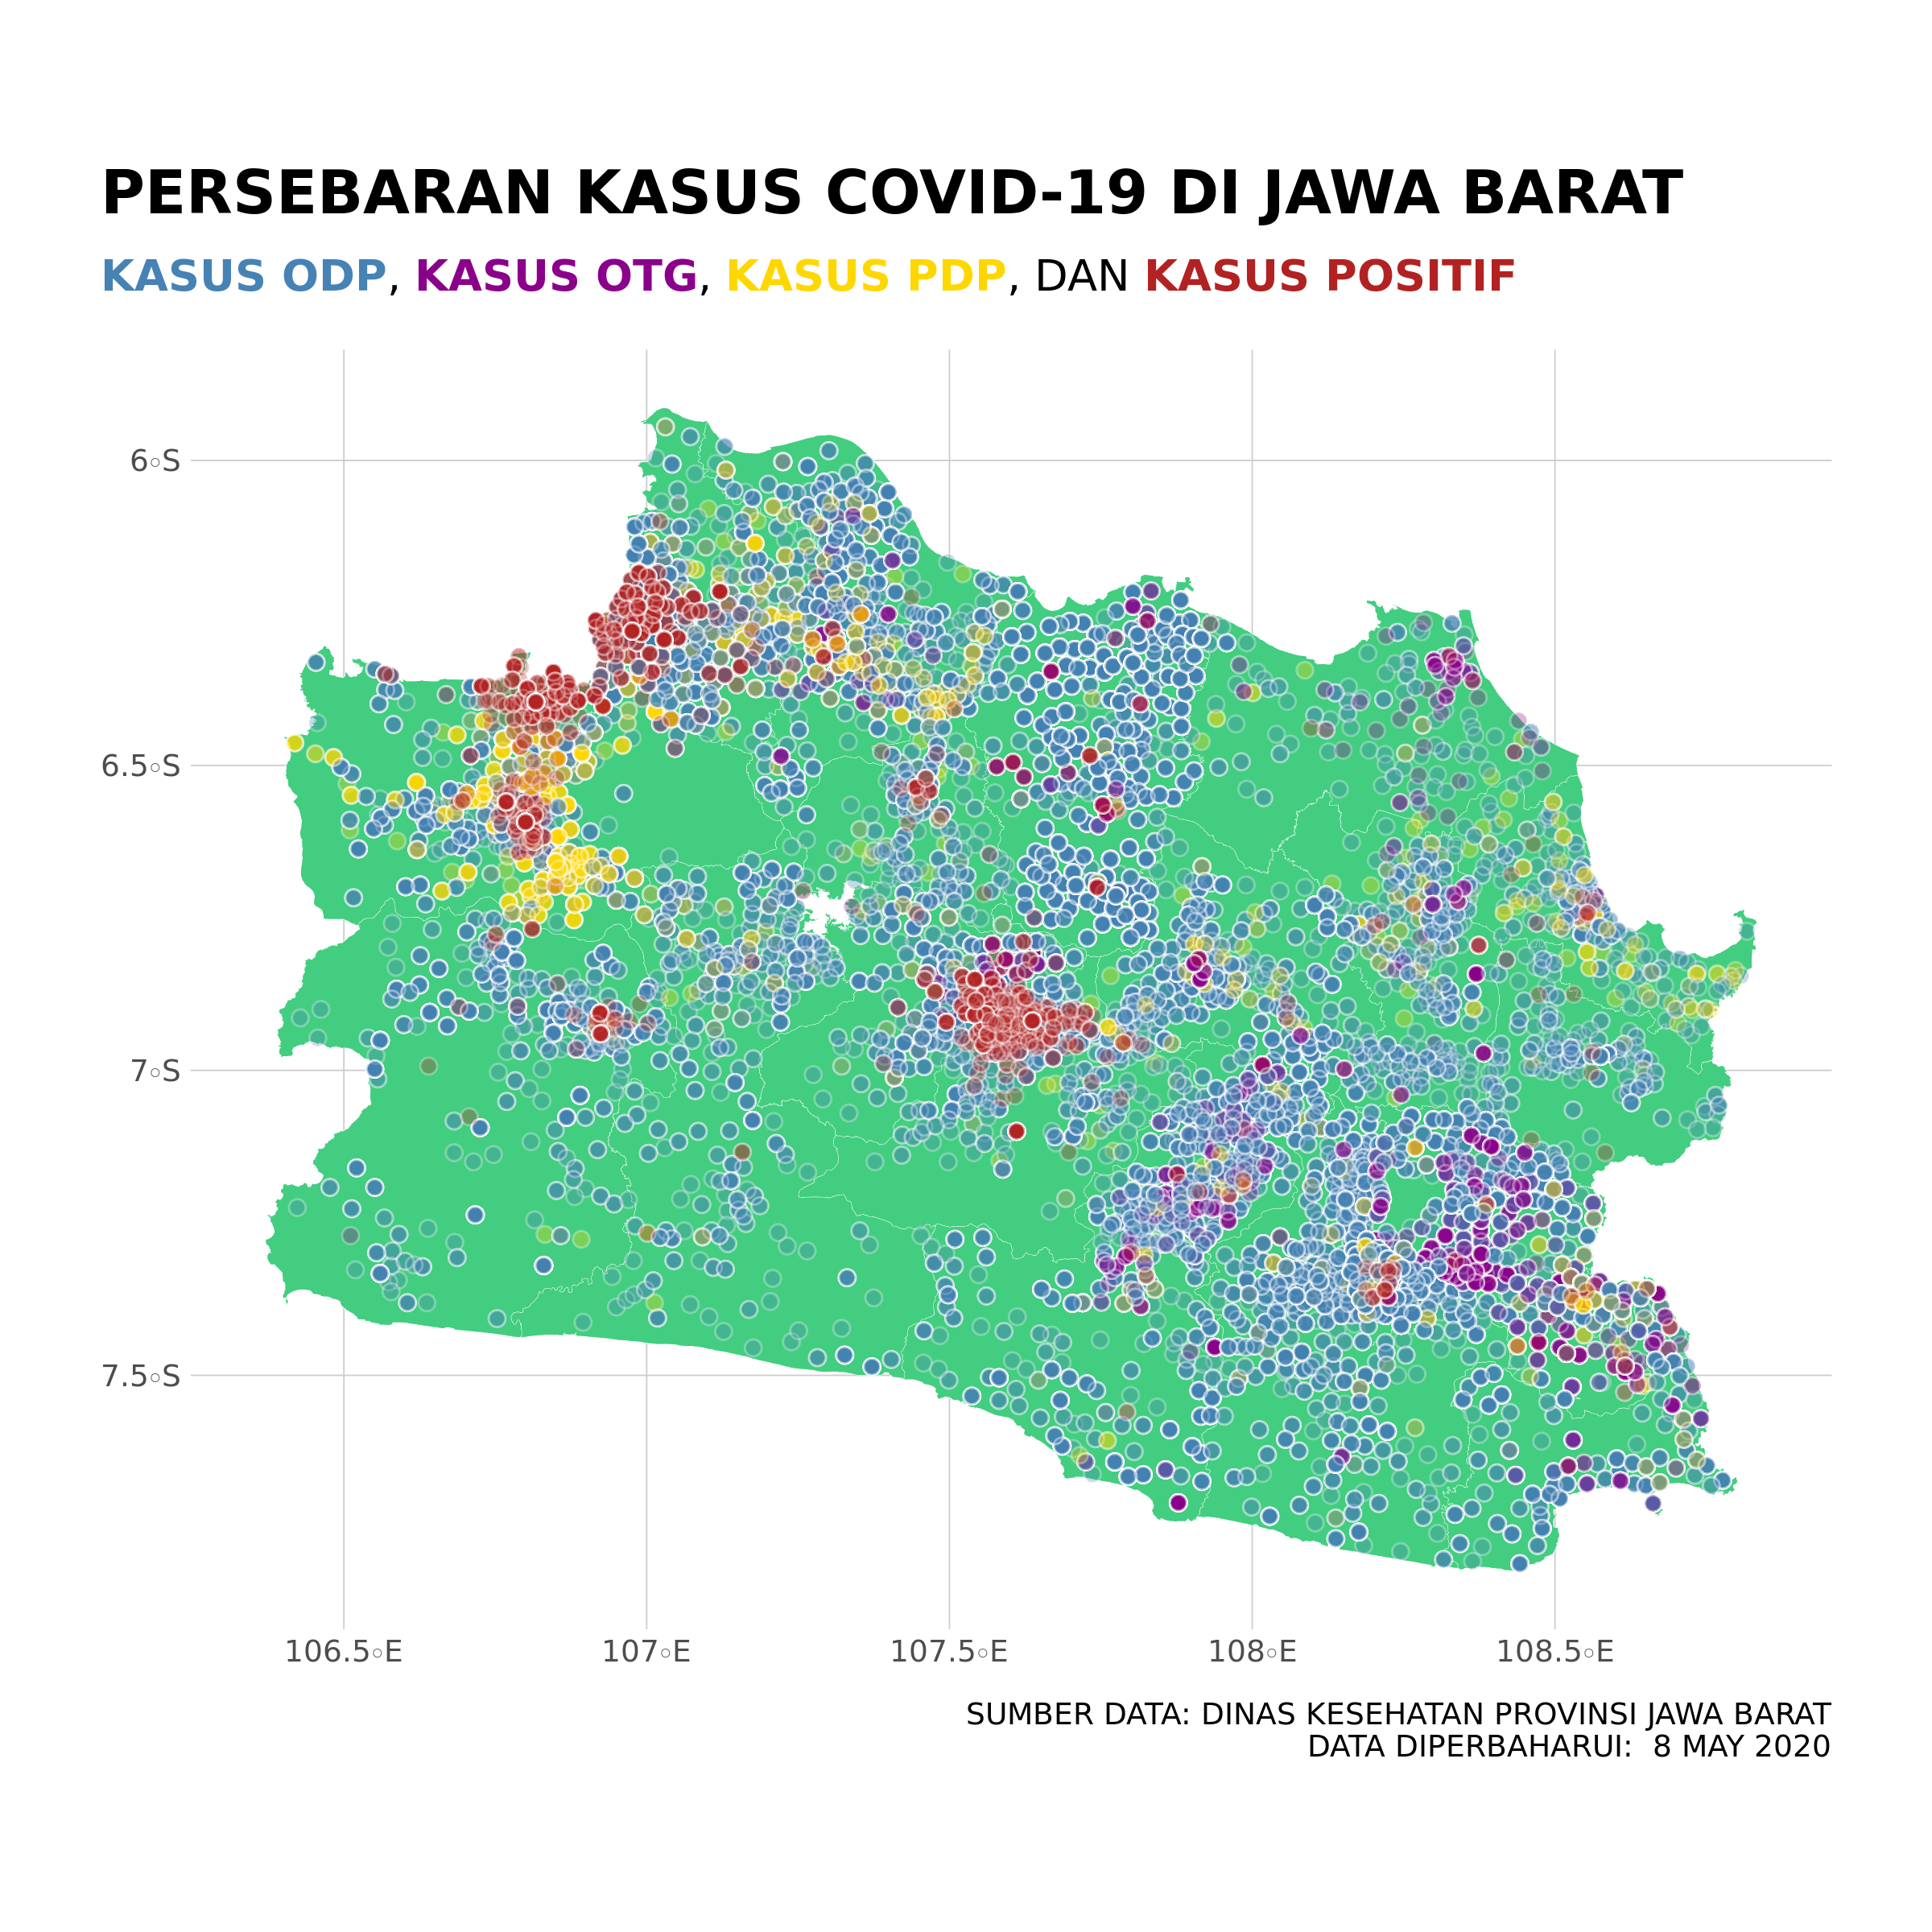 PERSEBARAN KASUS COVID-19 DI JAWA BARAT
KASUS ODP, KASUS OTG, KASUS PDP, DAN KASUS POSITIF
6◦S
6.5◦S
7◦S
7.5◦S
106.5◦E 107◦E 107.5◦E 108◦E 108.5◦E
SUMBER DATA: DINAS KESEHATAN PROVINSI JAWA BARAT
DATA DIPERBAHARUI:  8 MAY 2020